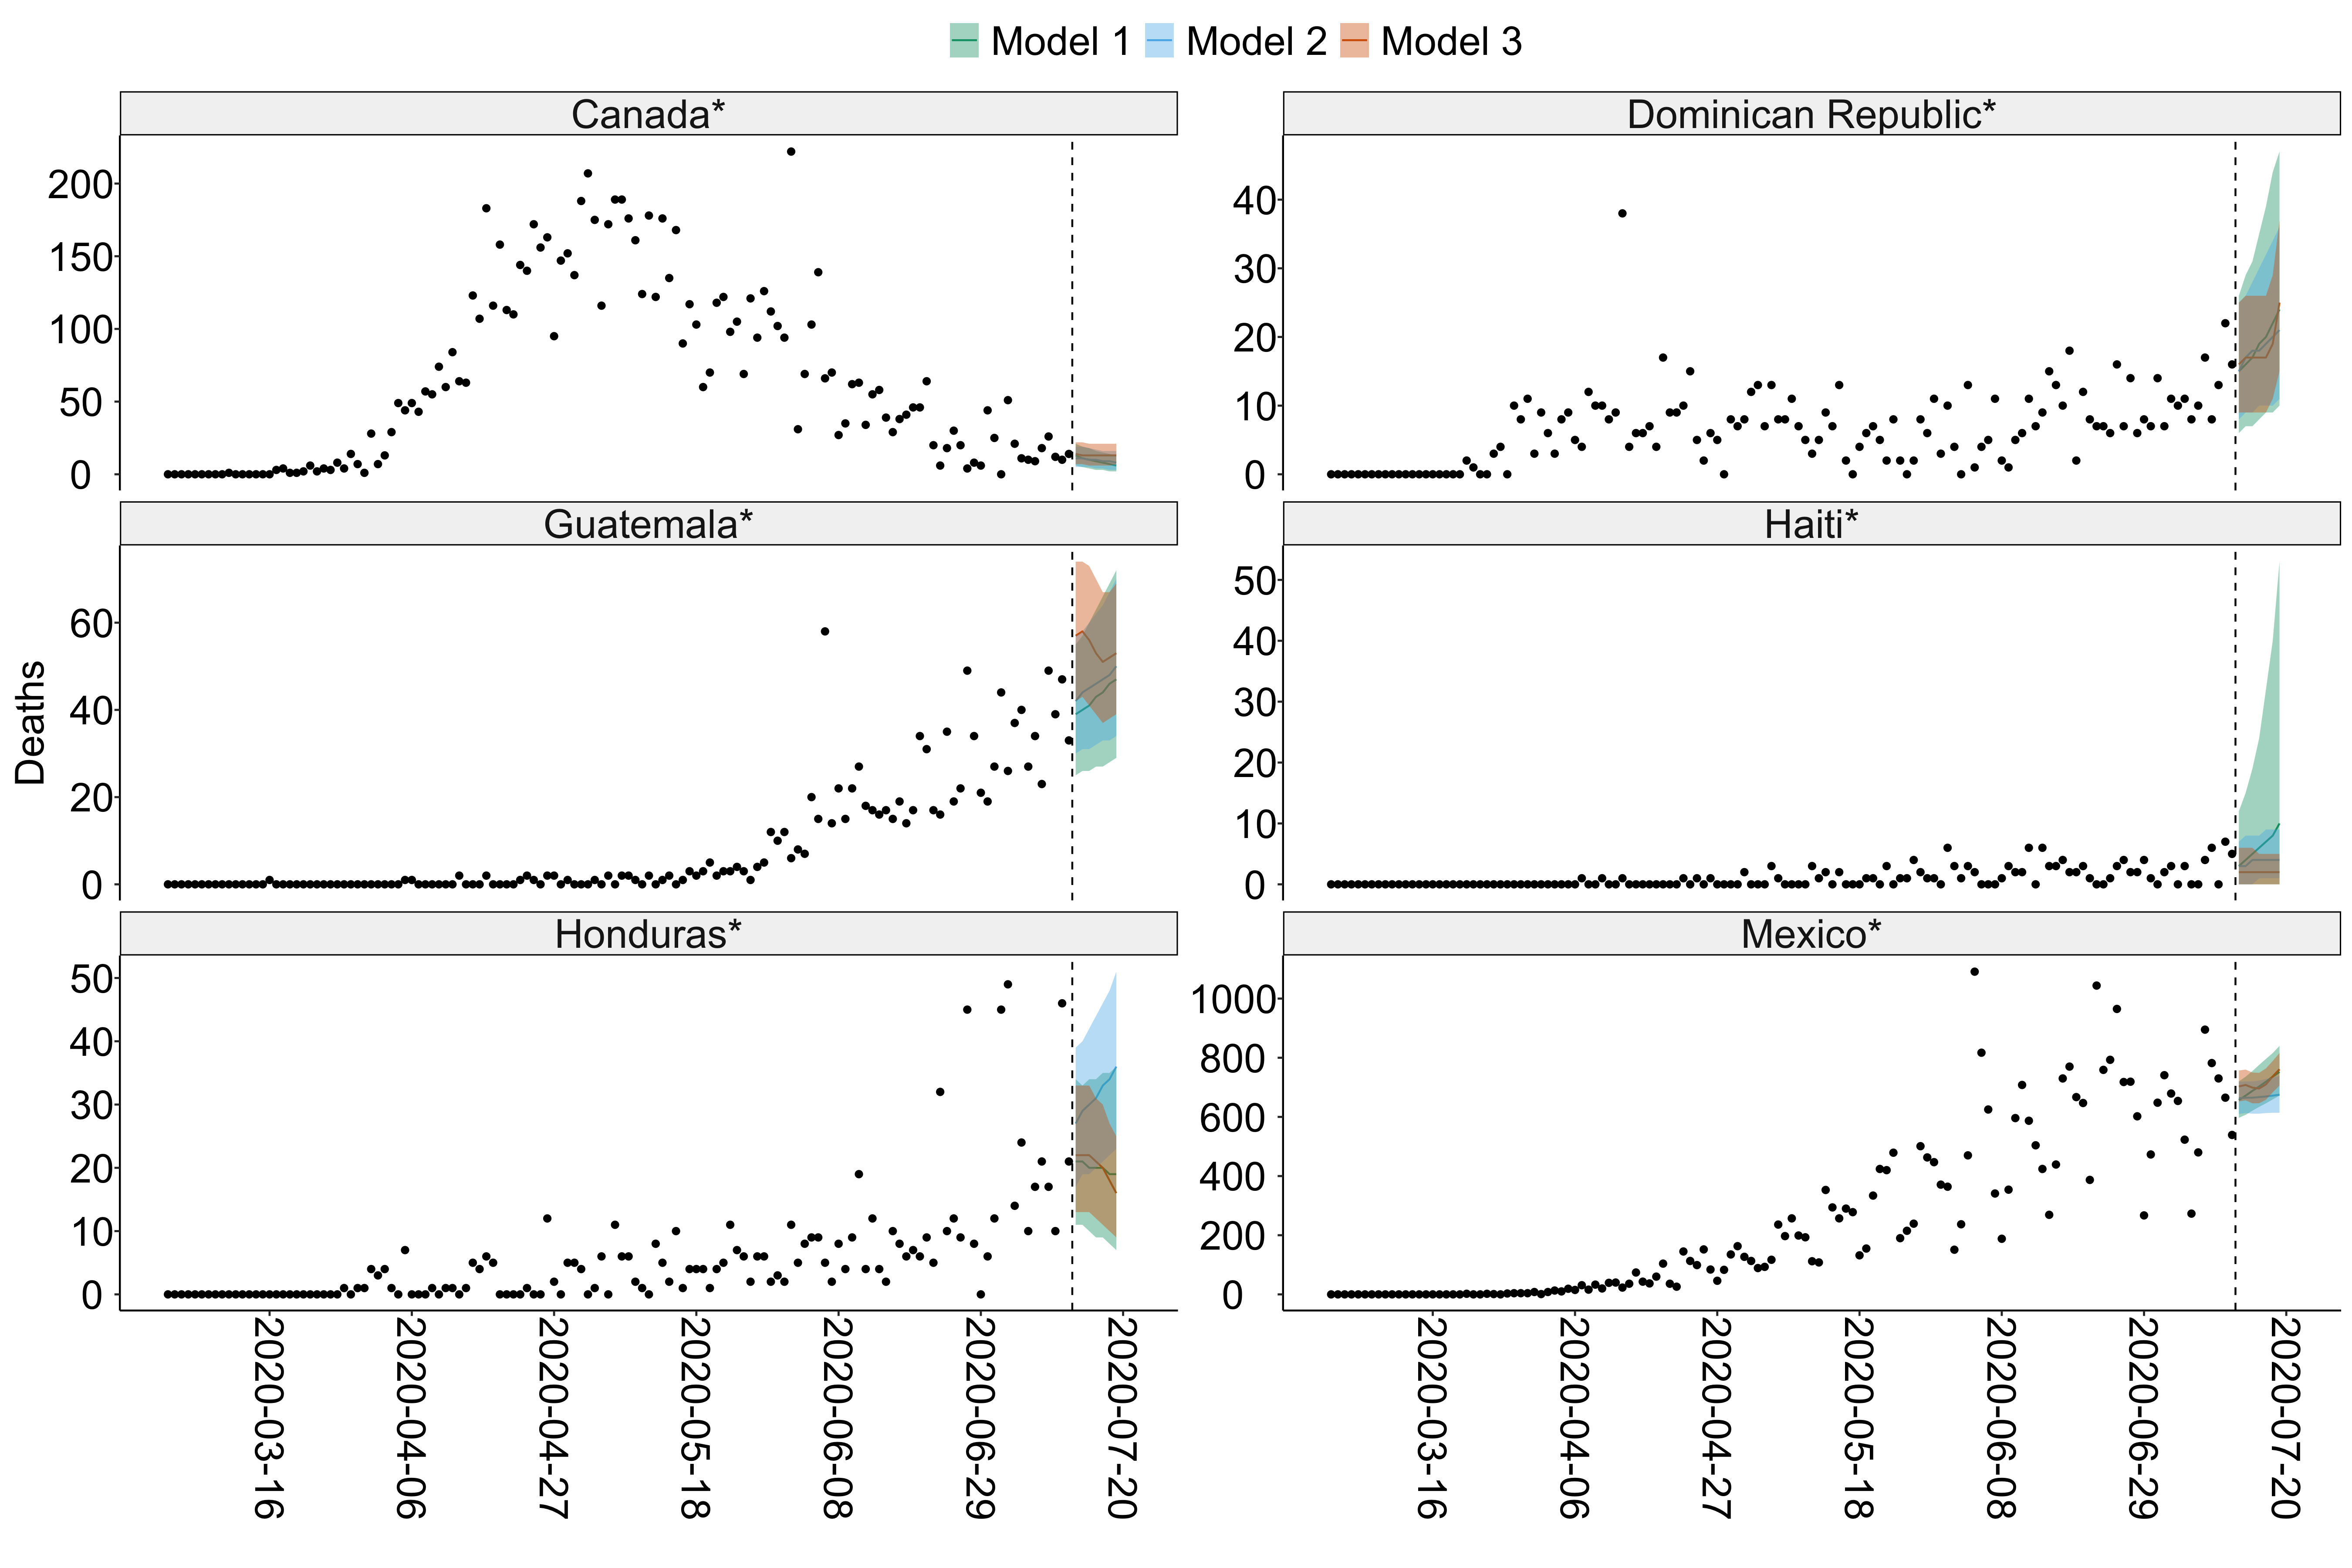 Model 1 Model 2 Model 3
Canada* Dominican Republic*
200 150 100 50 0
40 30 20 10 0
Guatemala* Haiti*
60 40 20 0
50 40 30 20 10 0
Deaths
Honduras* Mexico*
50 40 30 20 10 0
1000 800 600 400 200 0
2020-03-16 2020-04-06 2020-04-27 2020-05-18 2020-06-08 2020-06-29 2020-07-20
2020-03-16 2020-04-06 2020-04-27 2020-05-18 2020-06-08 2020-06-29 2020-07-20